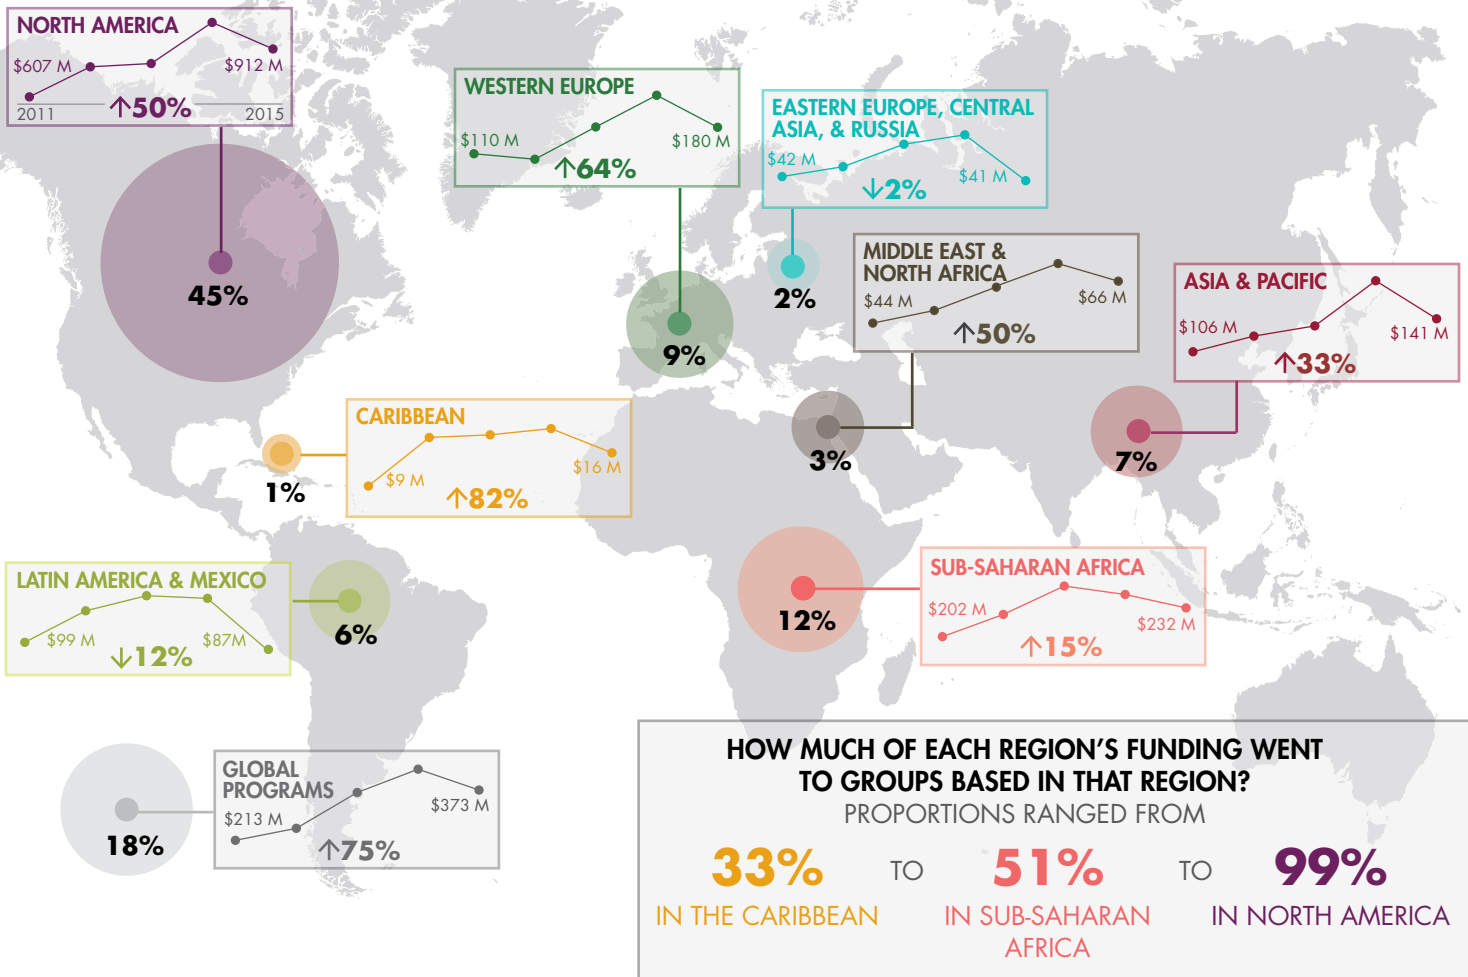 NORTH AMERICA
$607 M
$912 M
2011
↑50%
2015
45%
WESTERN EUROPE
$110 M
$180 M
↑64%
9%
EASTERN EUROPE, CENTRAL
ASIA, & RUSSIA
$42 M
$41 M
↓2%
2%
MIDDLE EAST &
NORTH AFRICA
$44 M
$66 M
↑50%
3%
ASIA & PACIFIC
$106 M
$141 M
↑33%
7%
CARIBBEAN
$9 M
$16 M
↑82%
1%
LATIN AMERICA & MEXICO
$99 M
$87M
↓12%
6%
SUB-SAHARAN AFRICA
$202 M
$232 M
↑15%
12%
GLOBAL
PROGRAMS
$213 M
$373 M
↑75%
18%
HOW MUCH OF EACH REGION’S FUNDING WENT
TO GROUPS BASED IN THAT REGION?
PROPORTIONS RANGED FROM
33% TO 51% TO 99%
IN THE CARIBBEAN IN SUB-SAHARAN IN NORTH AMERICA
AFRICA